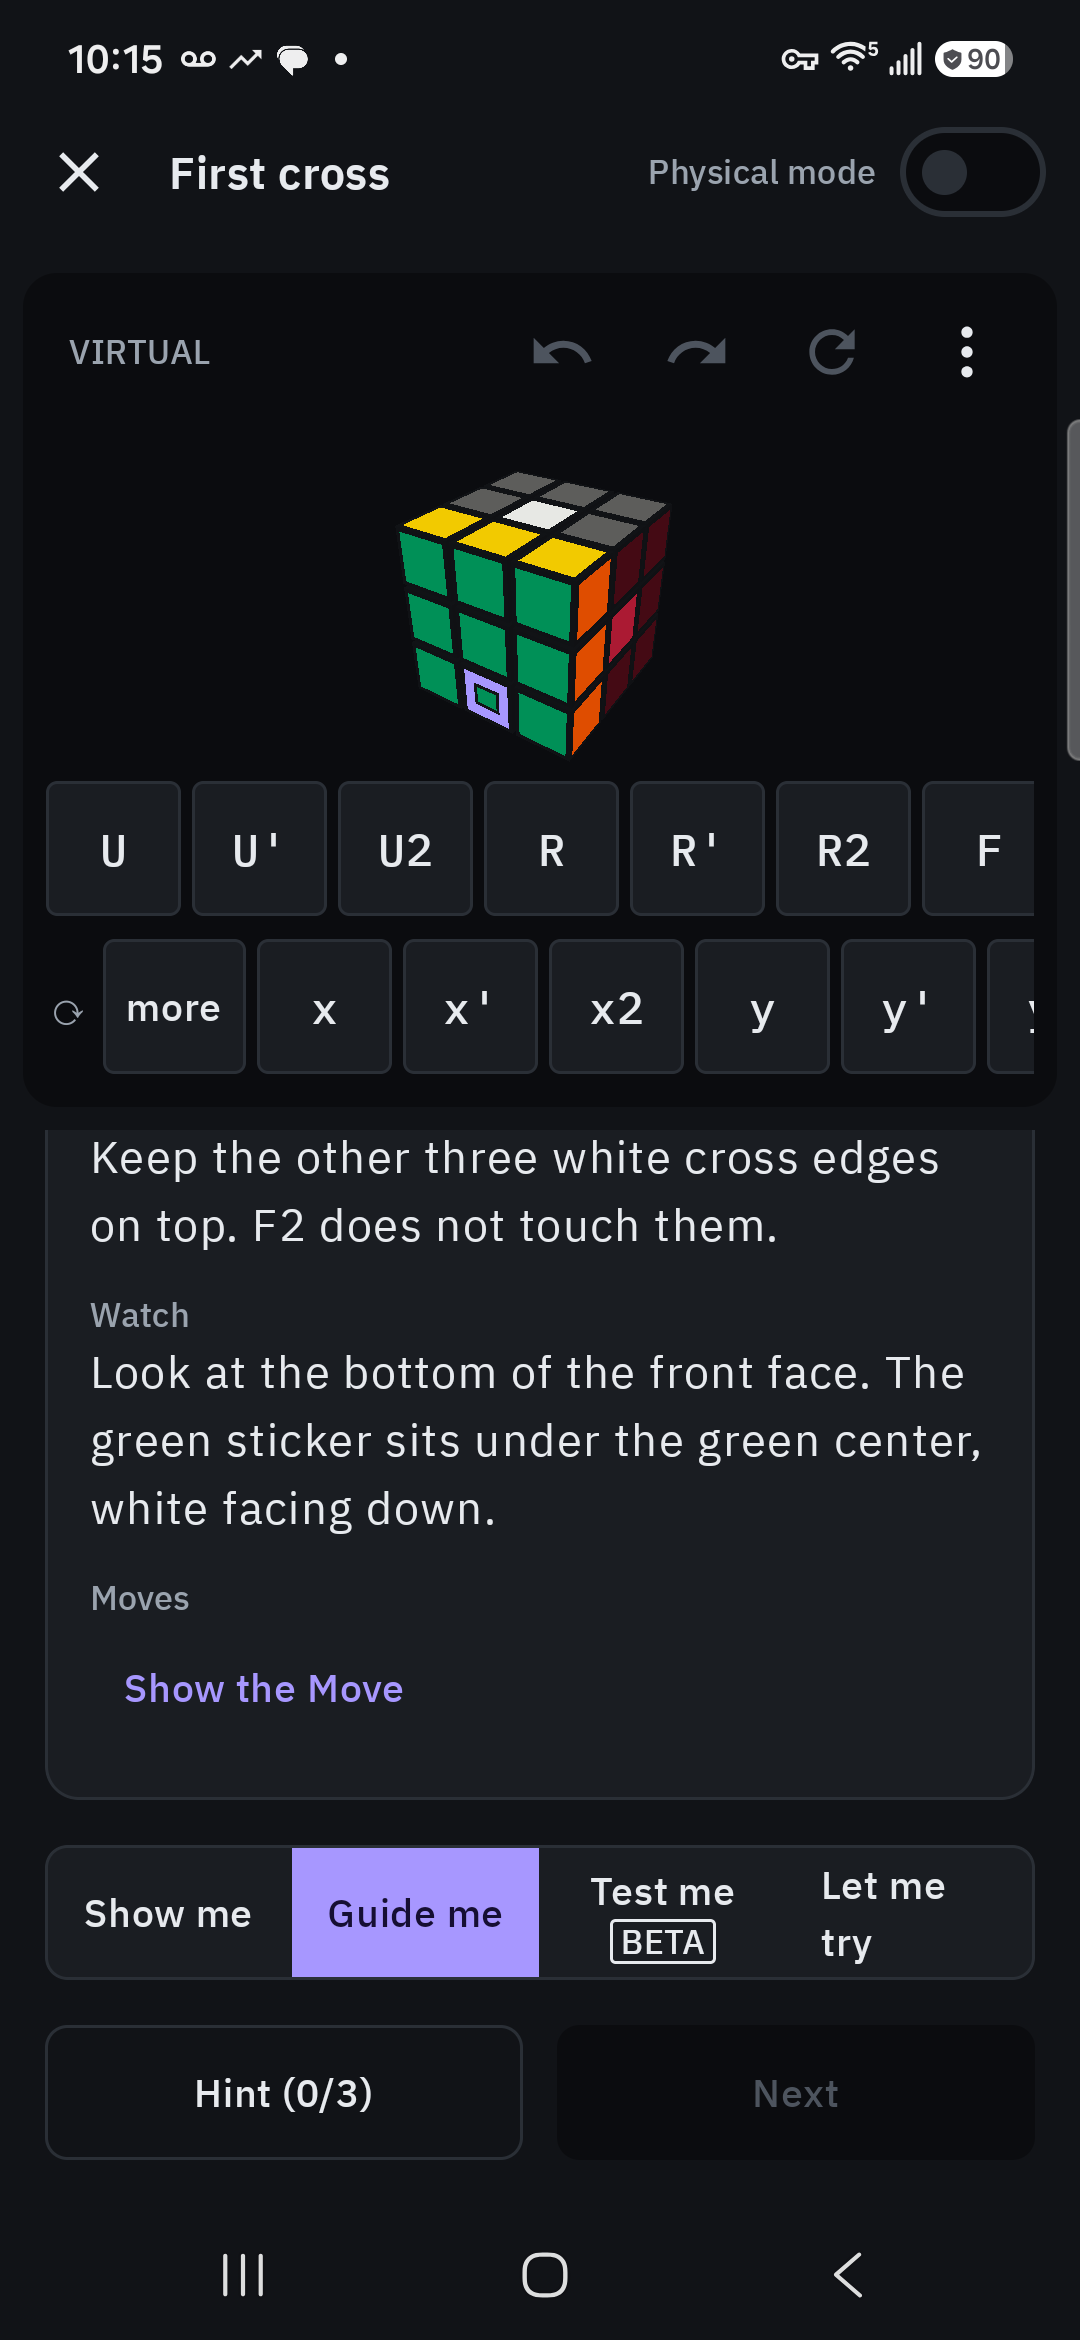 10:15
5
90
First cross
Physical mode
VIRTUAL
U
U'
U2
R
R'
R2
F
more
x
x'
x2
y
y'
Keep the other three white cross edges
on top. F2 does not touch them.
Watch
Look at the bottom of the front face. The
green sticker sits under the green center,
white facing down.
Moves
Show the Move
Show me
Guide me
Test me
BETA
Let me
try
Hint (0/3)
Next